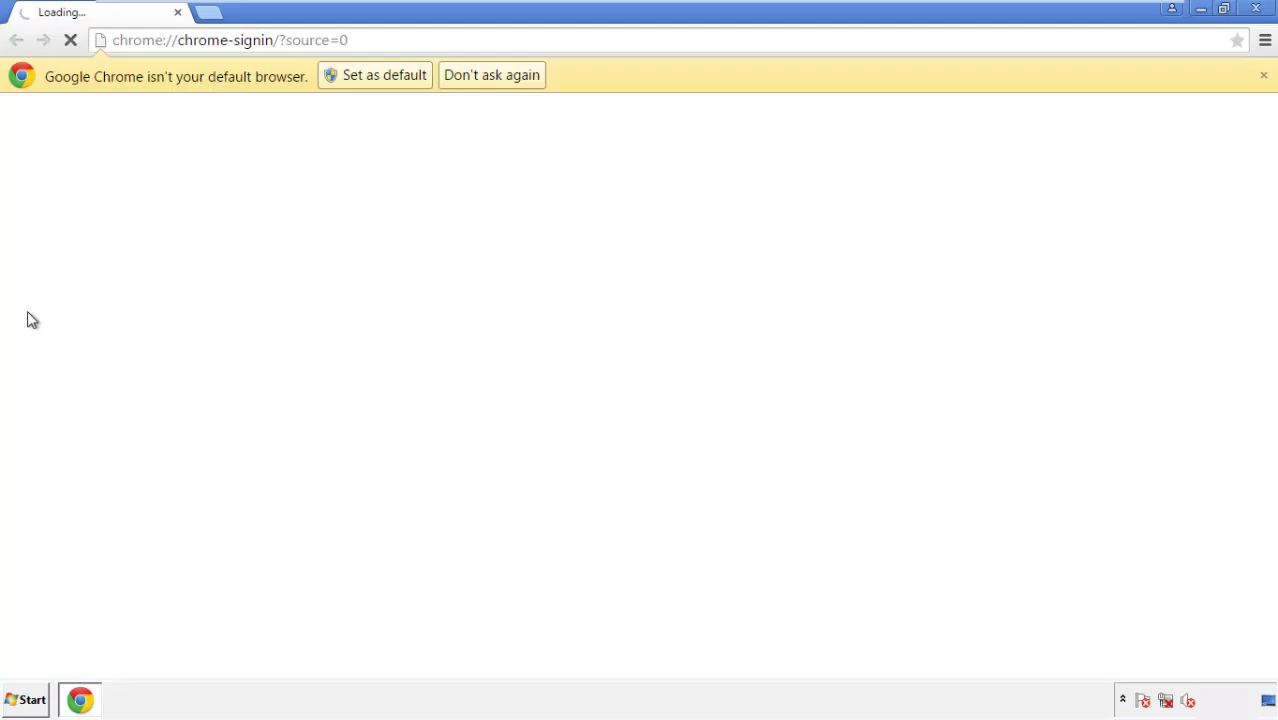 Loading...
chrome://chrome-signin/?source=0
Google Chrome isn't your default browser. Set as default Don't ask again
Start